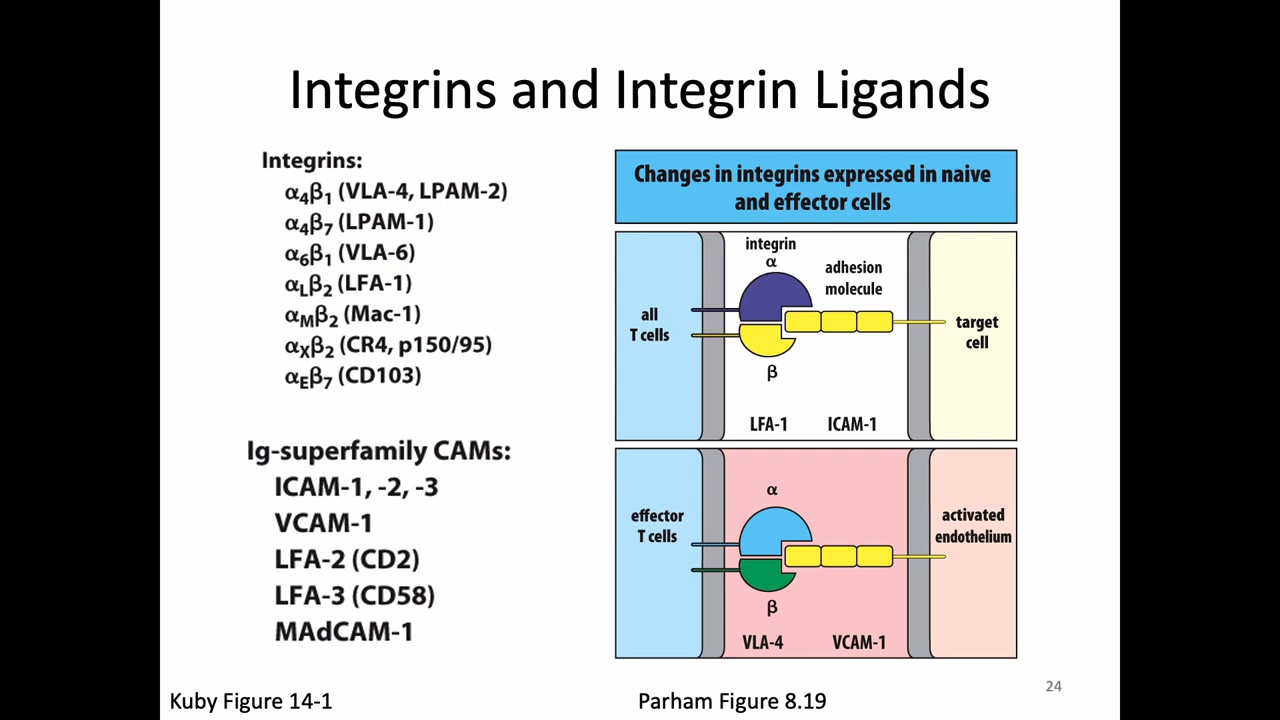 Integrins and Integrin Ligands
Integrins:
α4β1 (VLA-4, LPAM-2)
α4β7 (LPAM-1)
α6β1 (VLA-6)
αLβ2 (LFA-1)
αMβ2 (Mac-1)
αXβ2 (CR4, p150/95)
αEβ7 (CD103)
Ig-superfamily CAMs:
ICAM-1, -2, -3
VCAM-1
LFA-2 (CD2)
LFA-3 (CD58)
MAdCAM-1
Kuby Figure 14-1
Changes in integrins expressed in naive
and effector cells
integrin
α
adhesion
molecule
all
T cells
target
cell
β
LFA-1
ICAM-1
α
effector
T cells
activated
endothelium
β
VLA-4
VCAM-1
Parham Figure 8.19
24